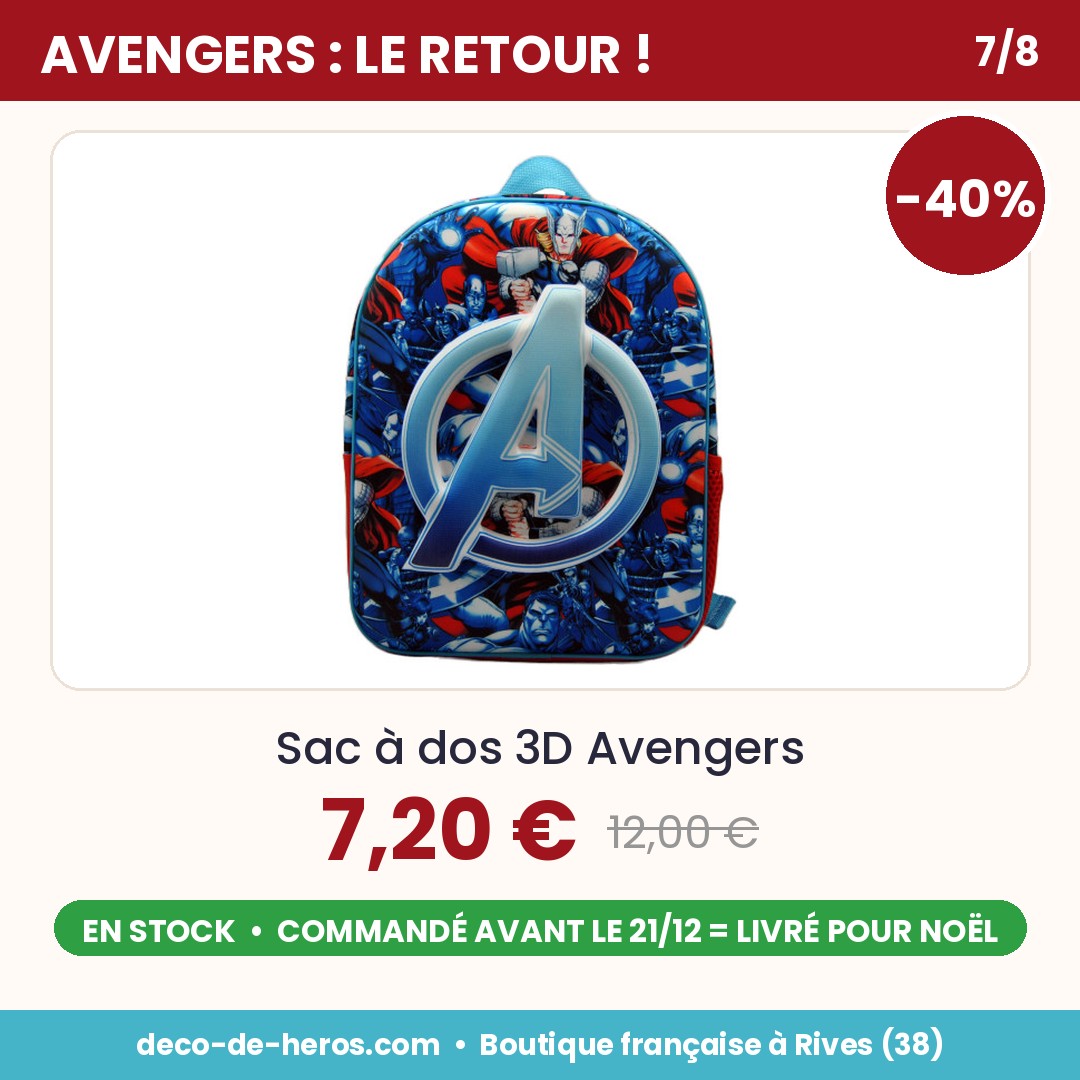 AVENGERS : LE RETOUR !
7/8
-40%
A
Sac à dos 3D Avengers
7,20 € 12,00 €
EN STOCK • COMMANDÉ AVANT LE 21/12 = LIVRÉ POUR NOËL
deco-de-heros.com • Boutique française à Rives (38)